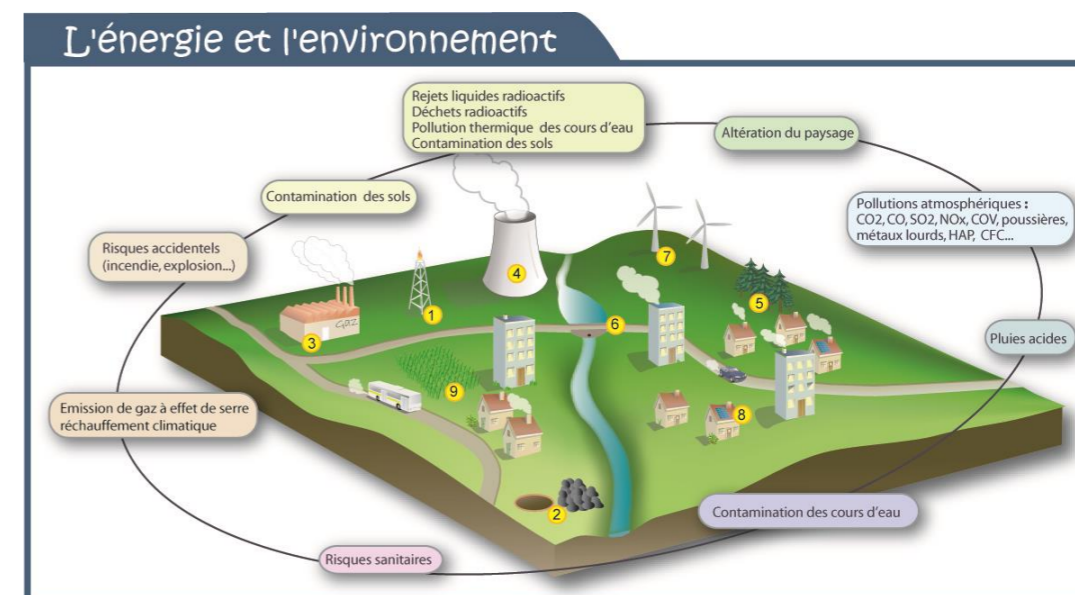 L'énergie et l'environnement
Rejets liquides radioactifs
Déchets radioactifs
Pollution thermique des cours d'eau
Contamination des sols
Altération du paysage
Contamination des sols
Pollutions atmosphériques :
CO2, CO, SO2, NOx, COV, poussières,
métaux lourds, HAP, CFC...
Risques accidentels
(incendie, explosion...)
7
4
5
1
6
3
GAZ
Pluies acides
9
Emission de gaz à effet de serre
réchauffement climatique
8
2
Contamination des cours d'eau
Risques sanitaires